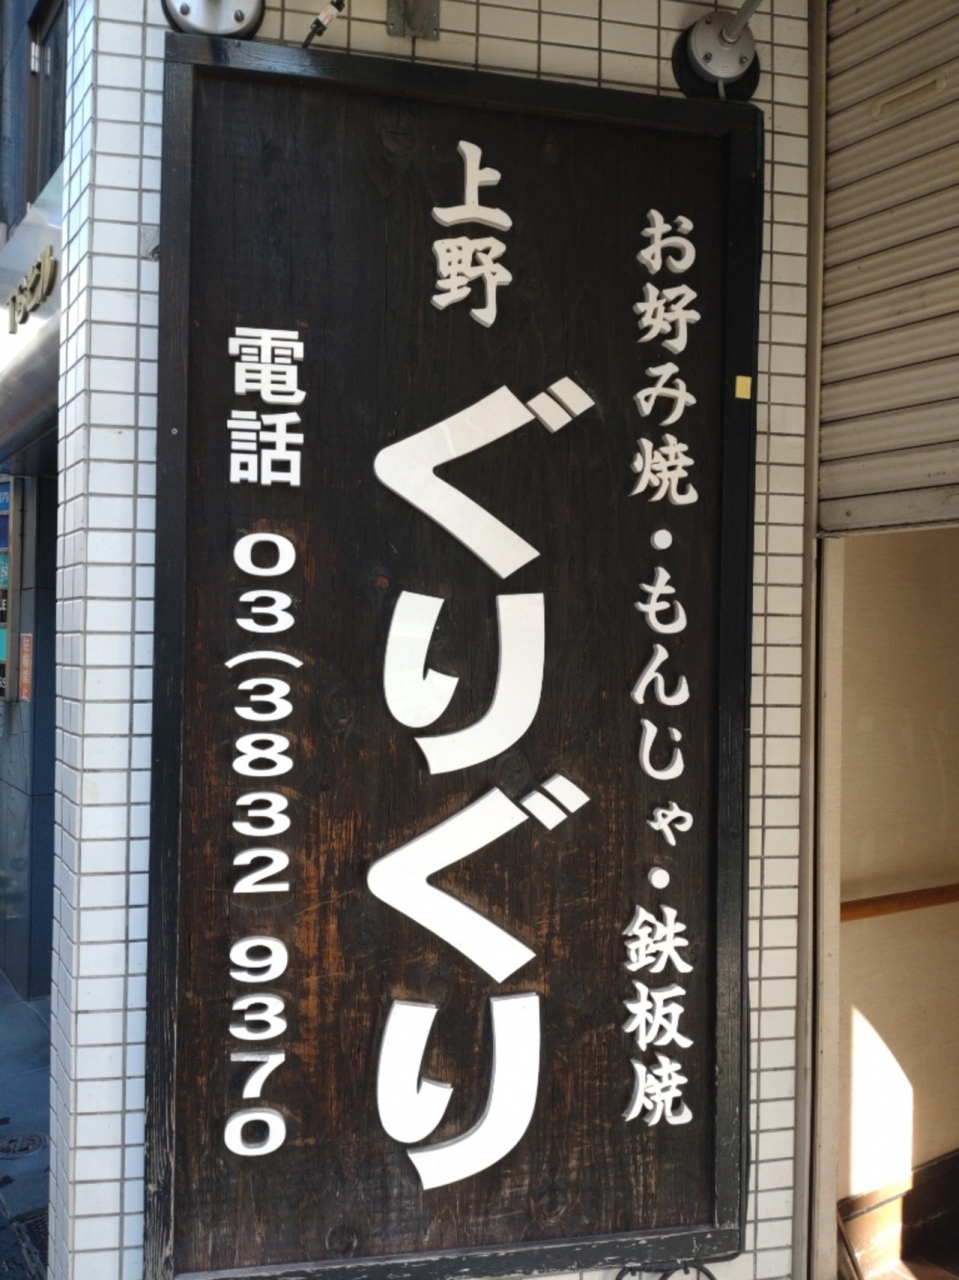 お好み焼・もんじゃ・鉄板焼
上野 ぐりぐり
電話 03(3832 9370